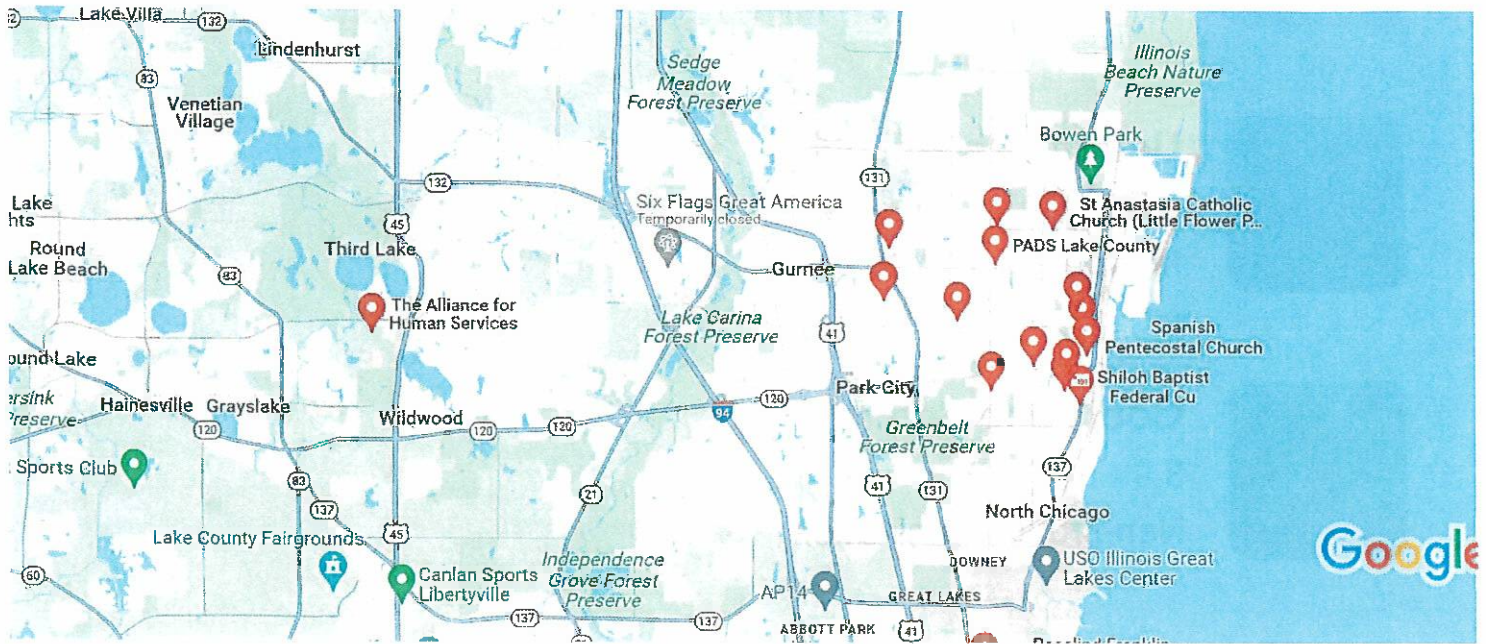 Lake Villa
132
132
Lindenhurst
83
Venetian
Village
Sedge
Meadow
Forest Preserve
Illinois
Beach Nature
Preserve
Bowen Park
132
131
Lake
hts
45
Six Flags Great America
Temporarily closed
St Anastasia Catholic
Church (Little Flower P...
Round
Lake Beach
Third Lake
PADS Lake County
83
Gurnee
The Alliance for
Human Services
Lake Carina
Forest Preserve
41
Spanish
Pentecostal Church
ound Lake
Park City
Shiloh Baptist
Federal Cu
ersink
Preserve
Hainesville
Grayslake
Wildwood
120
120
120
94
120
Greenbelt
Forest Preserve
Sports Club
83
21
41
131
137
137
North Chicago
45
Lake County Fairgrounds
Independence
Grove Forest
Preserve
DOWNEY
USO Illinois Great
Lakes Center
60
Canlan Sports
Libertyville
AP14
GREAT LAKES
137
137
ABBOTT PARK
41
Google
Rosalind Franklin